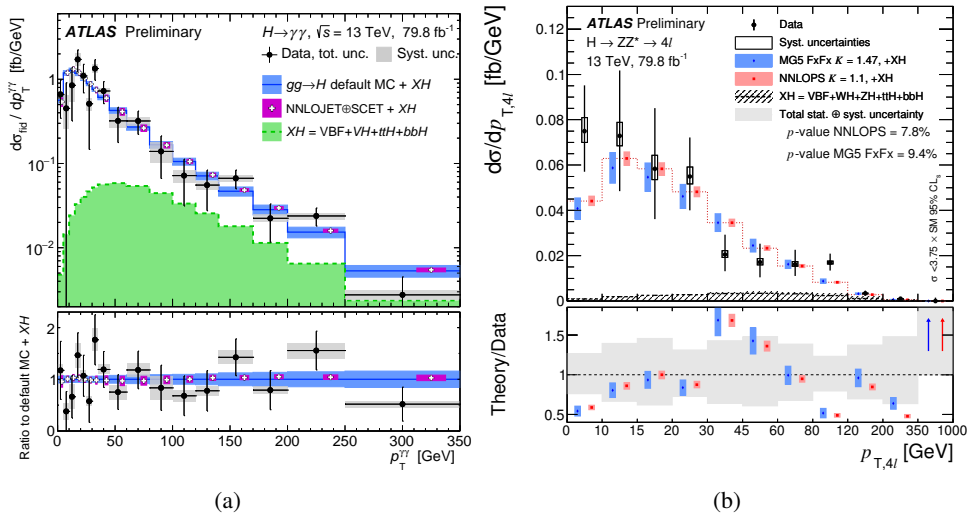 ATLAS Preliminary
H→γγ, √s = 13 TeV, 79.8 fb⁻¹
Data, tot. unc. Syst. unc.
gg→H default MC + XH
NNLOJET⊕SCET + XH
XH = VBF+VH+ttH+bbH
dσ_fid / dp_T^γγ [fb/GeV]
10
1
10⁻¹
10⁻²
Ratio to default MC + XH
2
1
0
0 50 100 150 200 250 300 350
p_T^γγ [GeV]
(a)
ATLAS Preliminary
H → ZZ* → 4l
13 TeV, 79.8 fb⁻¹
Data
Syst. uncertainties
MG5 FxFx K = 1.47, +XH
NNLOPS K = 1.1, +XH
XH = VBF+WH+ZH+ttH+bbH
Total stat. ⊕ syst. uncertainty
p-value NNLOPS = 7.8%
p-value MG5 FxFx = 9.4%
σ <3.75 × SM 95% CL_s
dσ/dp_T,4l [fb/GeV]
0.12
0.1
0.08
0.06
0.04
0.02
0
Theory/Data
1.5
1
0.5
0 10 15 20 30 45 60 80 120 200 350 1000
p_T,4l [GeV]
(b)